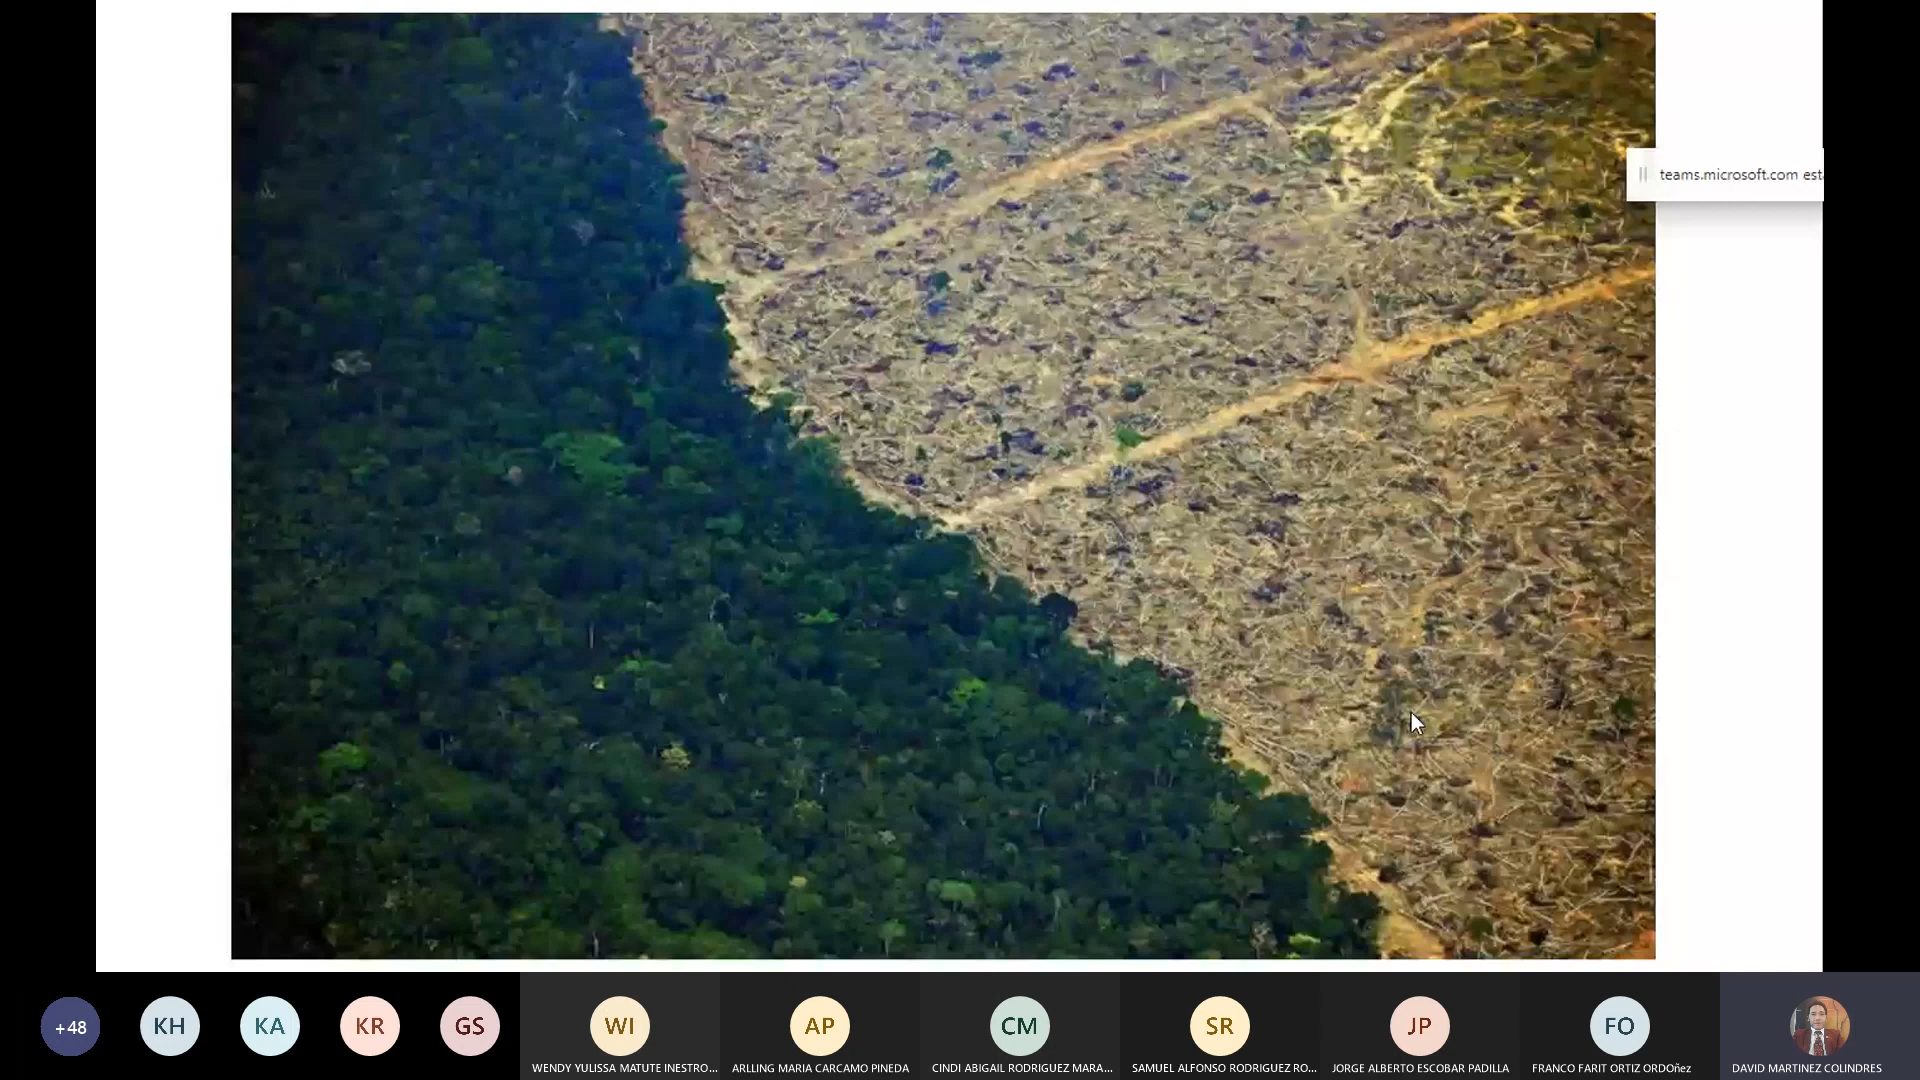 teams.microsoft.com est
+48
KH
KA
KR
GS
WI
AP
CM
SR
JP
FO
WENDY YULISSA MATUTE INESTRO...
ARLLING MARIA CARCAMO PINEDA
CINDI ABIGAIL RODRIGUEZ MARA...
SAMUEL ALFONSO RODRIGUEZ RO...
JORGE ALBERTO ESCOBAR PADILLA
FRANCO FARIT ORTIZ ORDOñez
DAVID MARTINEZ COLINDRES